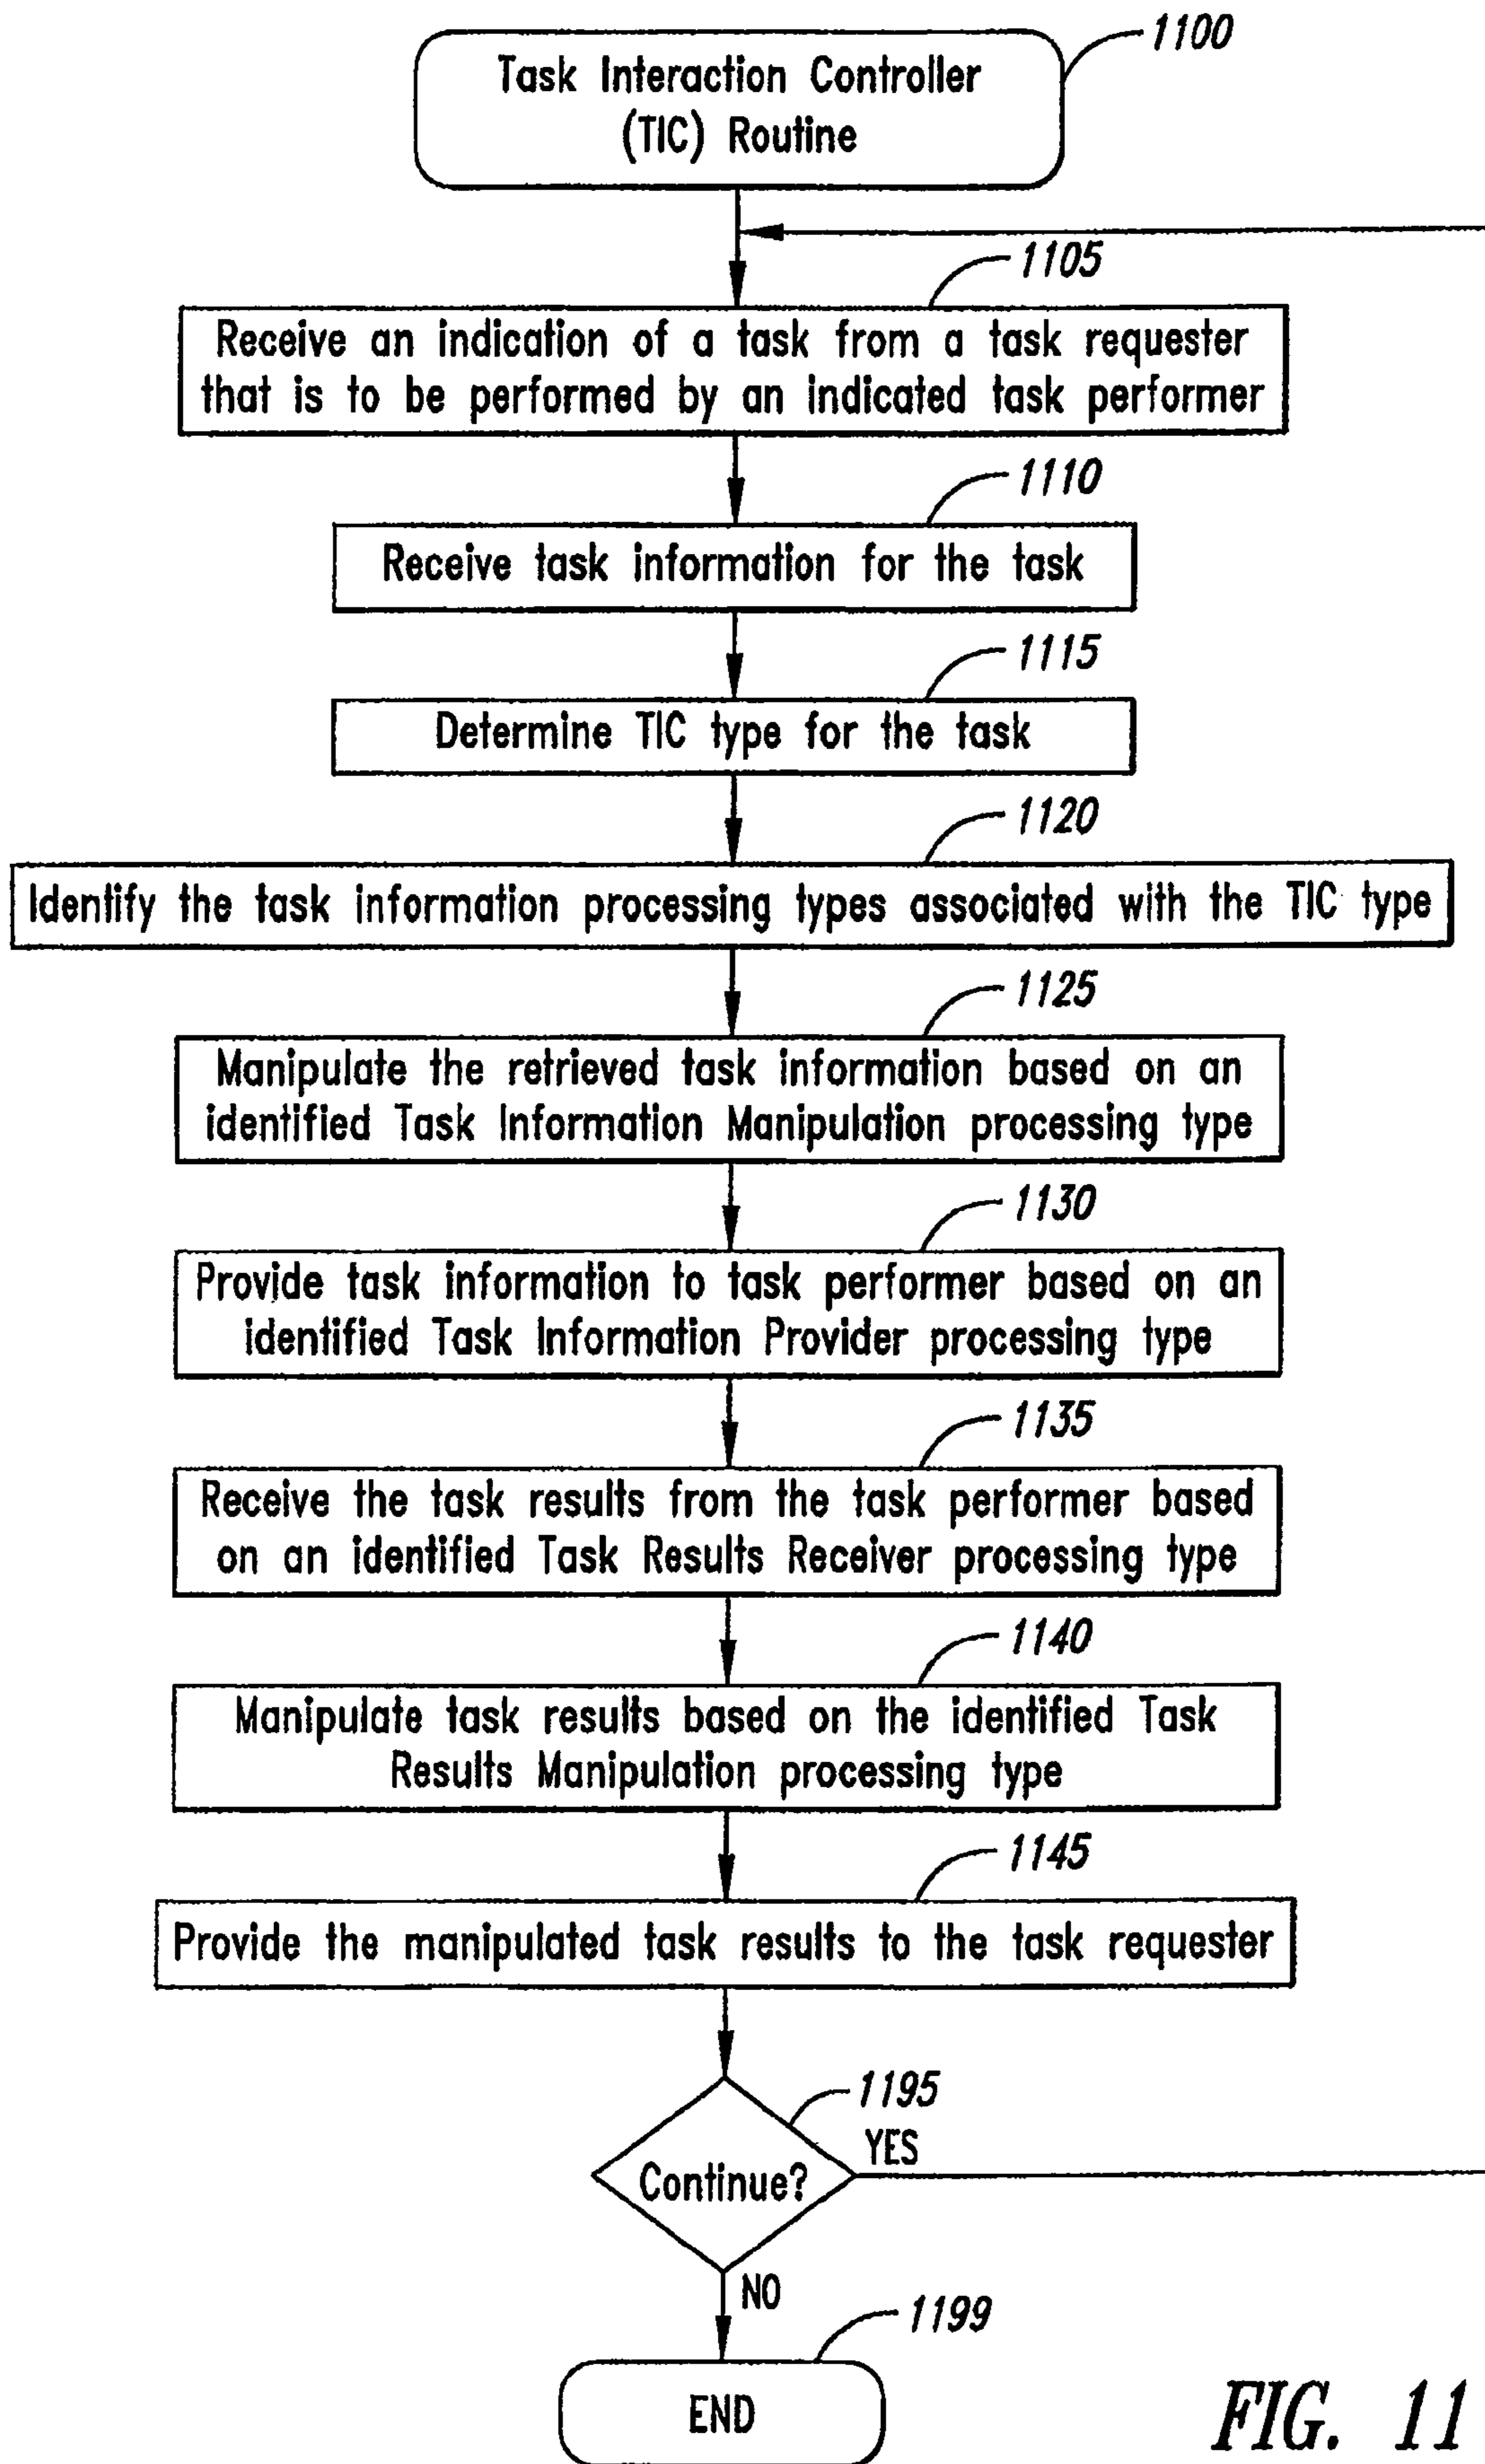 1100
Task Interaction Controller
(TIC) Routine
1105
Receive an indication of a task from a task requester
that is to be performed by an indicated task performer
1110
Receive task information for the task
1115
Determine TIC type for the task
1120
Identify the task information processing types associated with the TIC type
1125
Manipulate the retrieved task information based on an
identified Task Information Manipulation processing type
1130
Provide task information to task performer based on an
identified Task Information Provider processing type
1135
Receive the task results from the task performer based
on an identified Task Results Receiver processing type
1140
Manipulate task results based on the identified Task
Results Manipulation processing type
1145
Provide the manipulated task results to the task requester
1195
YES
Continue?
NO
1199
END
FIG. 11